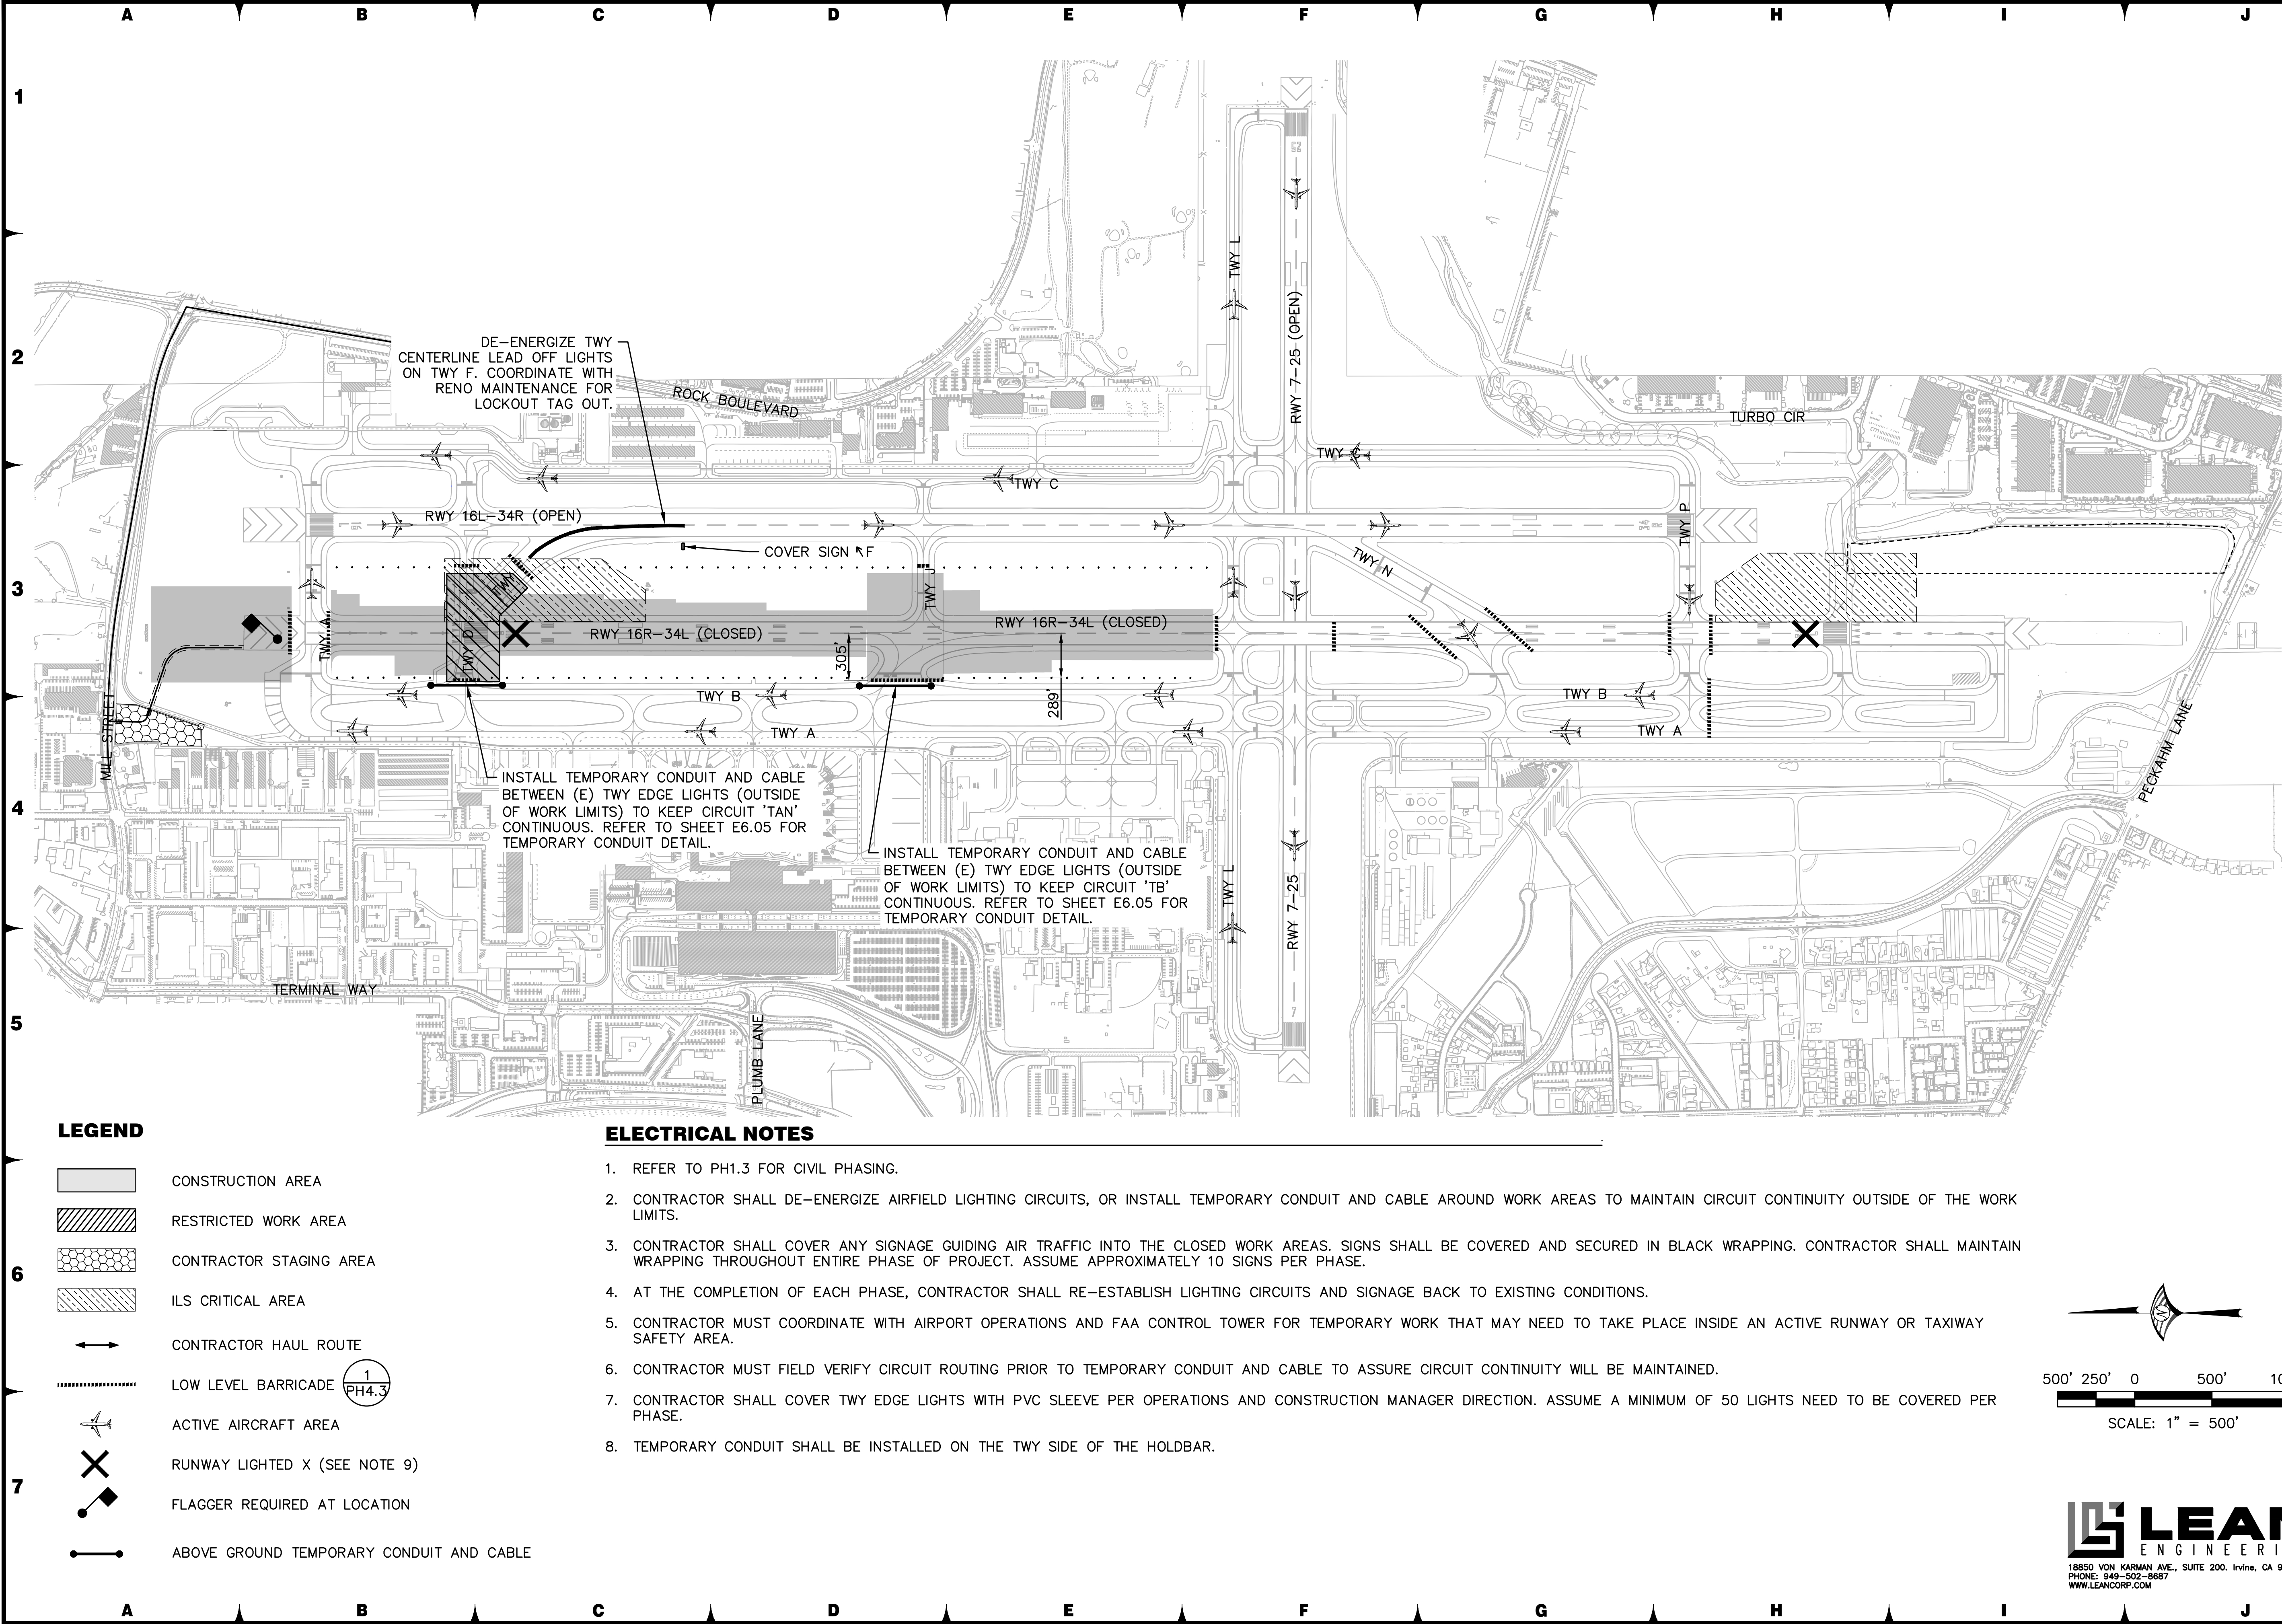 A B C D E F G H I J
1
2
3
4
5
6
7
DE-ENERGIZE TWY
CENTERLINE LEAD OFF LIGHTS
ON TWY F. COORDINATE WITH
RENO MAINTENANCE FOR
LOCKOUT TAG OUT.
ROCK BOULEVARD
TWY L
RWY 7-25 (OPEN)
TURBO CIR
TWY C
TWY C
RWY 16L-34R (OPEN)
COVER SIGN F
TWY P
TWY N
TWY
TWY J
TWY A
TWY D
RWY 16R-34L (CLOSED)
RWY 16R-34L (CLOSED)
305'
289'
TWY B
TWY B
TWY A
TWY A
MILL STREET
PECKAHM LANE
INSTALL TEMPORARY CONDUIT AND CABLE
BETWEEN (E) TWY EDGE LIGHTS (OUTSIDE
OF WORK LIMITS) TO KEEP CIRCUIT 'TAN'
CONTINUOUS. REFER TO SHEET E6.05 FOR
TEMPORARY CONDUIT DETAIL.
INSTALL TEMPORARY CONDUIT AND CABLE
BETWEEN (E) TWY EDGE LIGHTS (OUTSIDE
OF WORK LIMITS) TO KEEP CIRCUIT 'TB'
CONTINUOUS. REFER TO SHEET E6.05 FOR
TEMPORARY CONDUIT DETAIL.
TWY L
RWY 7-25
TERMINAL WAY
PLUMB LANE
LEGEND
CONSTRUCTION AREA
RESTRICTED WORK AREA
CONTRACTOR STAGING AREA
ILS CRITICAL AREA
CONTRACTOR HAUL ROUTE
LOW LEVEL BARRICADE
1
PH4.3
ACTIVE AIRCRAFT AREA
RUNWAY LIGHTED X (SEE NOTE 9)
FLAGGER REQUIRED AT LOCATION
ABOVE GROUND TEMPORARY CONDUIT AND CABLE
ELECTRICAL NOTES
1. REFER TO PH1.3 FOR CIVIL PHASING.
2. CONTRACTOR SHALL DE-ENERGIZE AIRFIELD LIGHTING CIRCUITS, OR INSTALL TEMPORARY CONDUIT AND CABLE AROUND WORK AREAS TO MAINTAIN CIRCUIT CONTINUITY OUTSIDE OF THE WORK
LIMITS.
3. CONTRACTOR SHALL COVER ANY SIGNAGE GUIDING AIR TRAFFIC INTO THE CLOSED WORK AREAS. SIGNS SHALL BE COVERED AND SECURED IN BLACK WRAPPING. CONTRACTOR SHALL MAINTAIN
WRAPPING THROUGHOUT ENTIRE PHASE OF PROJECT. ASSUME APPROXIMATELY 10 SIGNS PER PHASE.
4. AT THE COMPLETION OF EACH PHASE, CONTRACTOR SHALL RE-ESTABLISH LIGHTING CIRCUITS AND SIGNAGE BACK TO EXISTING CONDITIONS.
5. CONTRACTOR MUST COORDINATE WITH AIRPORT OPERATIONS AND FAA CONTROL TOWER FOR TEMPORARY WORK THAT MAY NEED TO TAKE PLACE INSIDE AN ACTIVE RUNWAY OR TAXIWAY
SAFETY AREA.
6. CONTRACTOR MUST FIELD VERIFY CIRCUIT ROUTING PRIOR TO TEMPORARY CONDUIT AND CABLE TO ASSURE CIRCUIT CONTINUITY WILL BE MAINTAINED.
7. CONTRACTOR SHALL COVER TWY EDGE LIGHTS WITH PVC SLEEVE PER OPERATIONS AND CONSTRUCTION MANAGER DIRECTION. ASSUME A MINIMUM OF 50 LIGHTS NEED TO BE COVERED PER
PHASE.
8. TEMPORARY CONDUIT SHALL BE INSTALLED ON THE TWY SIDE OF THE HOLDBAR.
N
500' 250' 0 500' 10
SCALE: 1" = 500'
LEAN
ENGINEERI
18850 VON KARMAN AVE., SUITE 200. Irvine, CA 9
PHONE: 949-502-8687
WWW.LEANCORP.COM
A B C D E F G H I J